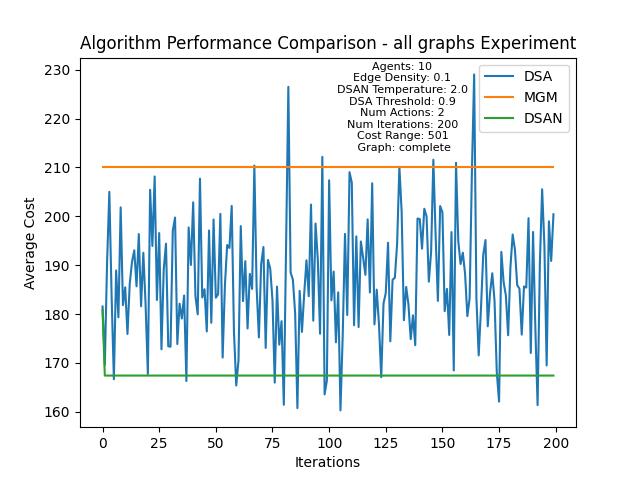 Algorithm Performance Comparison - all graphs Experiment
Agents: 10
Edge Density: 0.1
DSAN Temperature: 2.0
DSA Threshold: 0.9
Num Actions: 2
Num Iterations: 200
Cost Range: 501
Graph: complete
DSA
MGM
DSAN
230
220
210
200
190
180
170
160
Average Cost
0 25 50 75 100 125 150 175 200
Iterations